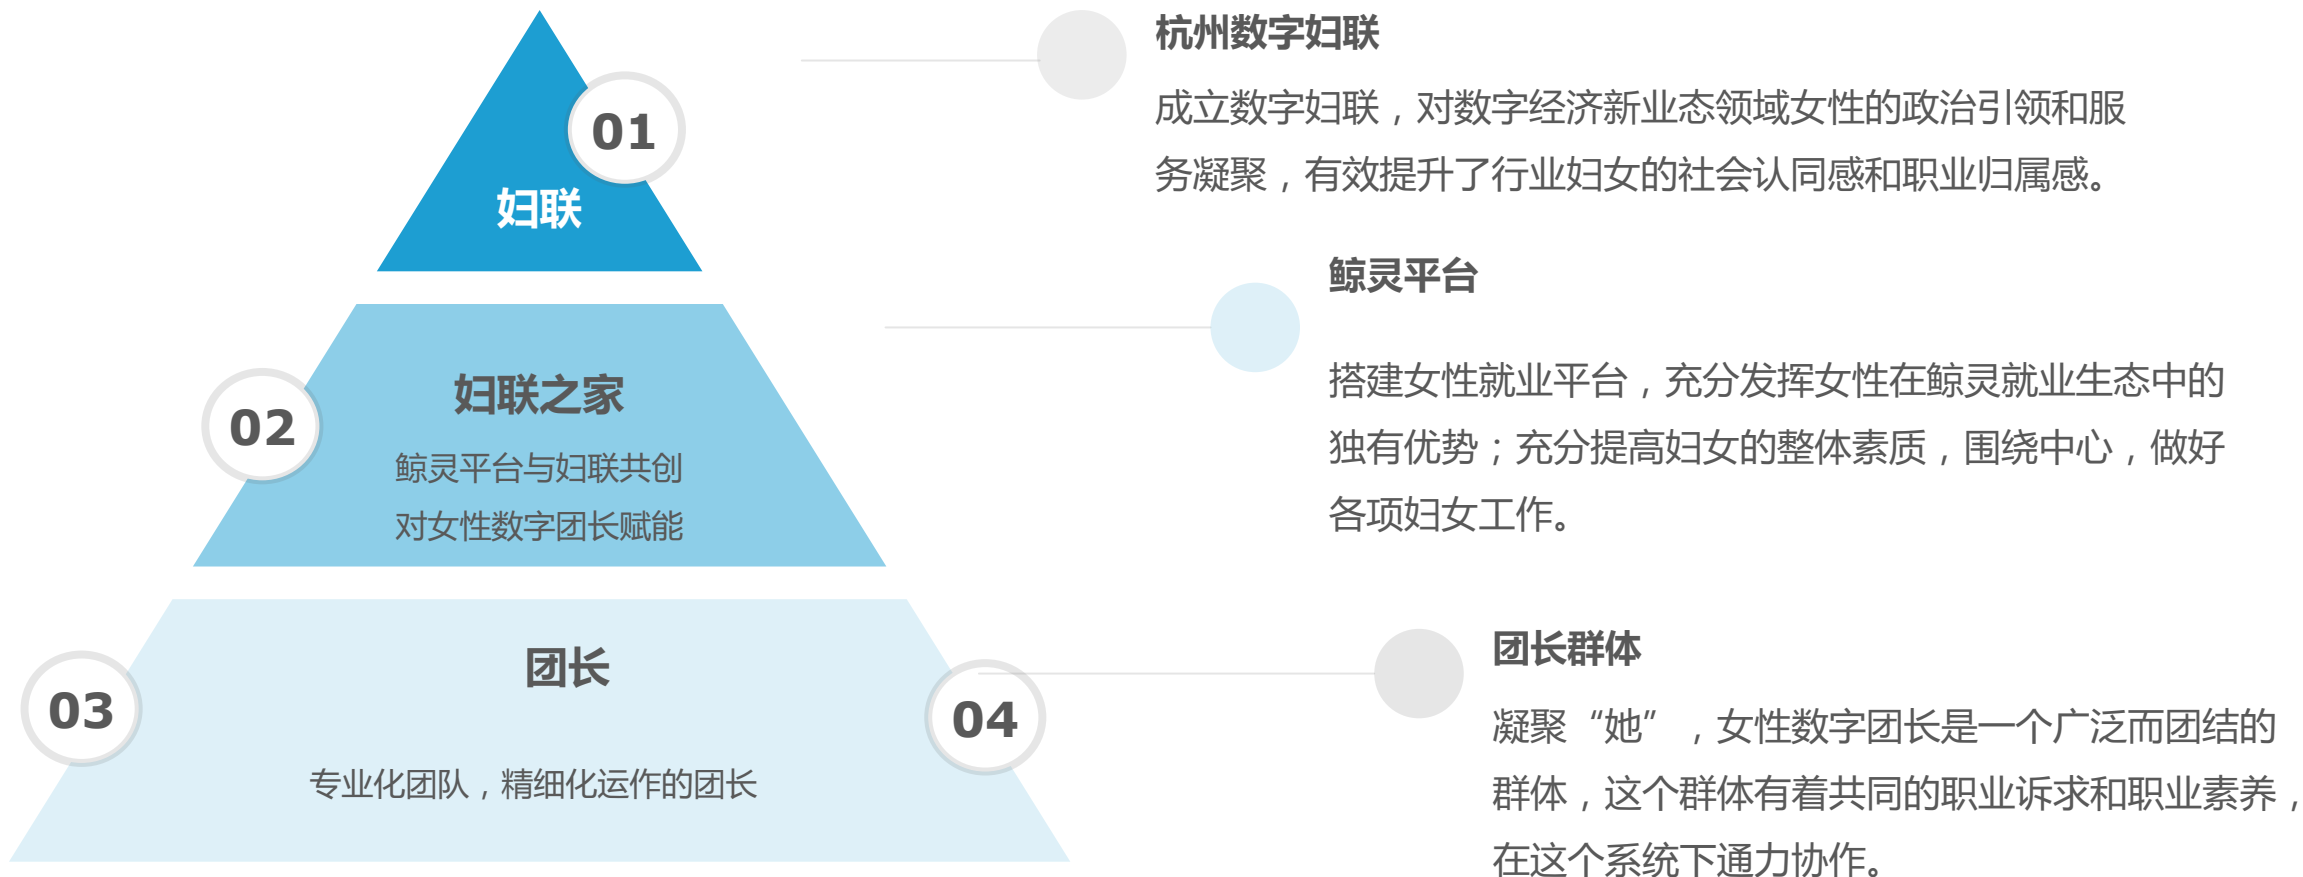 01
妇联
02
妇联之家
鲸灵平台与妇联共创
对女性数字团长赋能
03
团长
04
专业化团队，精细化运作的团长
杭州数字妇联
成立数字妇联，对数字经济新业态领域女性的政治引领和服
务凝聚，有效提升了行业妇女的社会认同感和职业归属感。
鲸灵平台
搭建女性就业平台，充分发挥女性在鲸灵就业生态中的
独有优势；充分提高妇女的整体素质，围绕中心，做好
各项妇女工作。
团长群体
凝聚“她”，女性数字团长是一个广泛而团结的
群体，这个群体有着共同的职业诉求和职业素养，
在这个系统下通力协作。